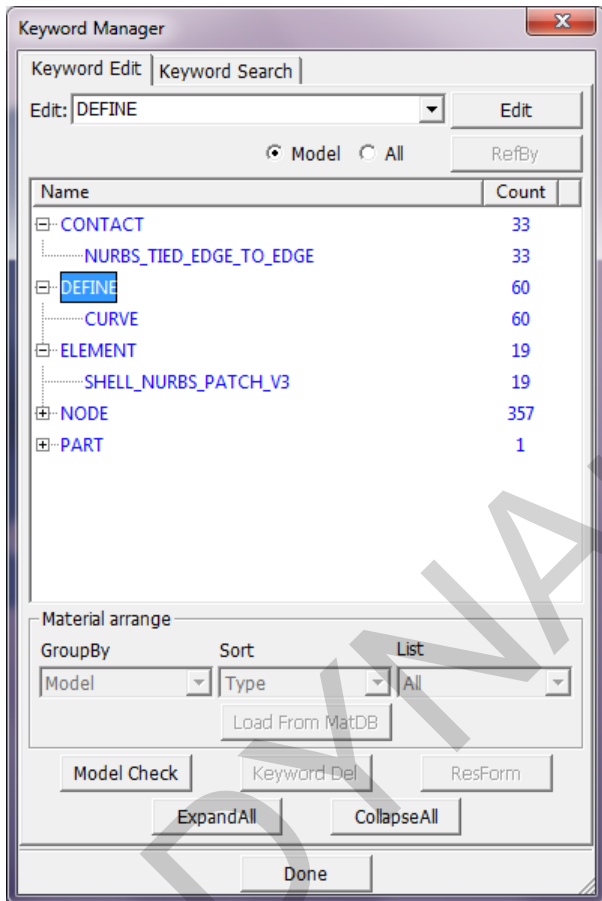 Keyword Manager
Keyword Edit Keyword Search
Edit: DEFINE Edit
Model All RefBy
Name Count
CONTACT 33
NURBS_TIED_EDGE_TO_EDGE 33
DEFINE 60
CURVE 60
ELEMENT 19
SHELL_NURBS_PATCH_V3 19
NODE 357
PART 1
Material arrange
GroupBy Sort List
Model Type All
Load From MatDB
Model Check Keyword Del ResForm
ExpandAll CollapseAll
Done
DYNA